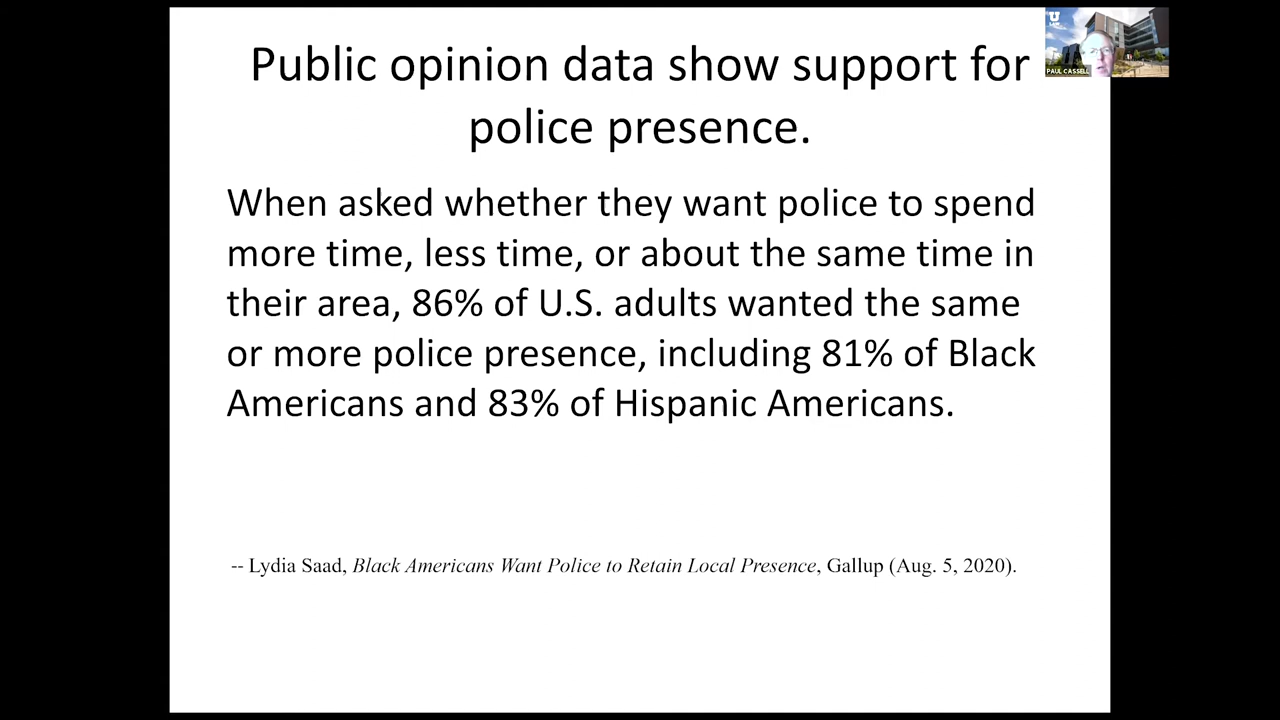 Public opinion data show support for
police presence.
U
LAW
PAUL CASSELL
When asked whether they want police to spend
more time, less time, or about the same time in
their area, 86% of U.S. adults wanted the same
or more police presence, including 81% of Black
Americans and 83% of Hispanic Americans.
-- Lydia Saad, Black Americans Want Police to Retain Local Presence, Gallup (Aug. 5, 2020).